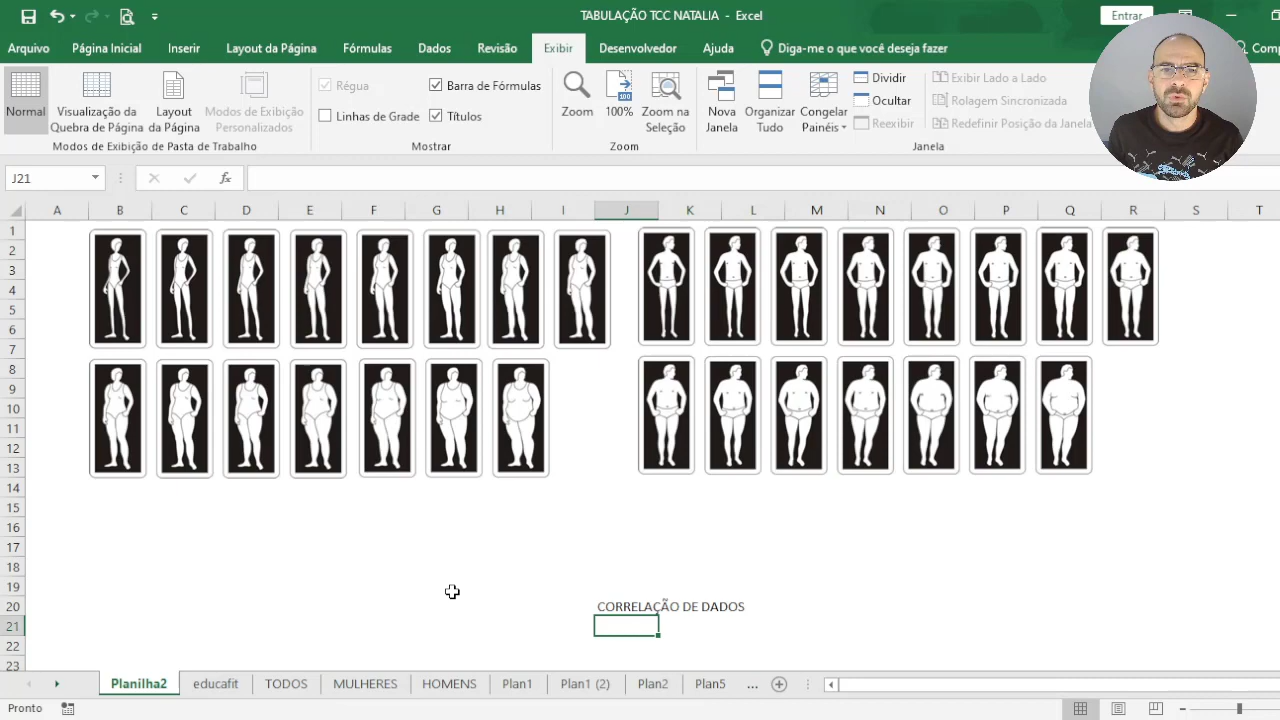 TABULAÇÃO TCC NATALIA - Excel
Entrar
Arquivo Página Inicial Inserir Layout da Página Fórmulas Dados Revisão Exibir Desenvolvedor Ajuda Diga-me o que você deseja fazer
Normal
Visualização da
Quebra de Página
Layout
da Página
Modos de Exibição
Personalizados
Modos de Exibição de Pasta de Trabalho
Régua
Barra de Fórmulas
Linhas de Grade
Títulos
Mostrar
Zoom
100%
Zoom na
Seleção
Zoom
Nova
Janela
Organizar
Tudo
Congelar
Painéis
Dividir
Ocultar
Reexibir
Exibir Lado a Lado
Rolagem Sincronizada
Redefinir Posição da Janela
Janela
J21
fx
A B C D E F G H I J K L M N O P Q R S T
1
2
3
4
5
6
7
8
9
10
11
12
13
14
15
16
17
18
19
20 CORRELAÇÃO DE DADOS
21
22
23
Planilha2 educafit TODOS MULHERES HOMENS Plan1 Plan1 (2) Plan2 Plan5 ...
Pronto